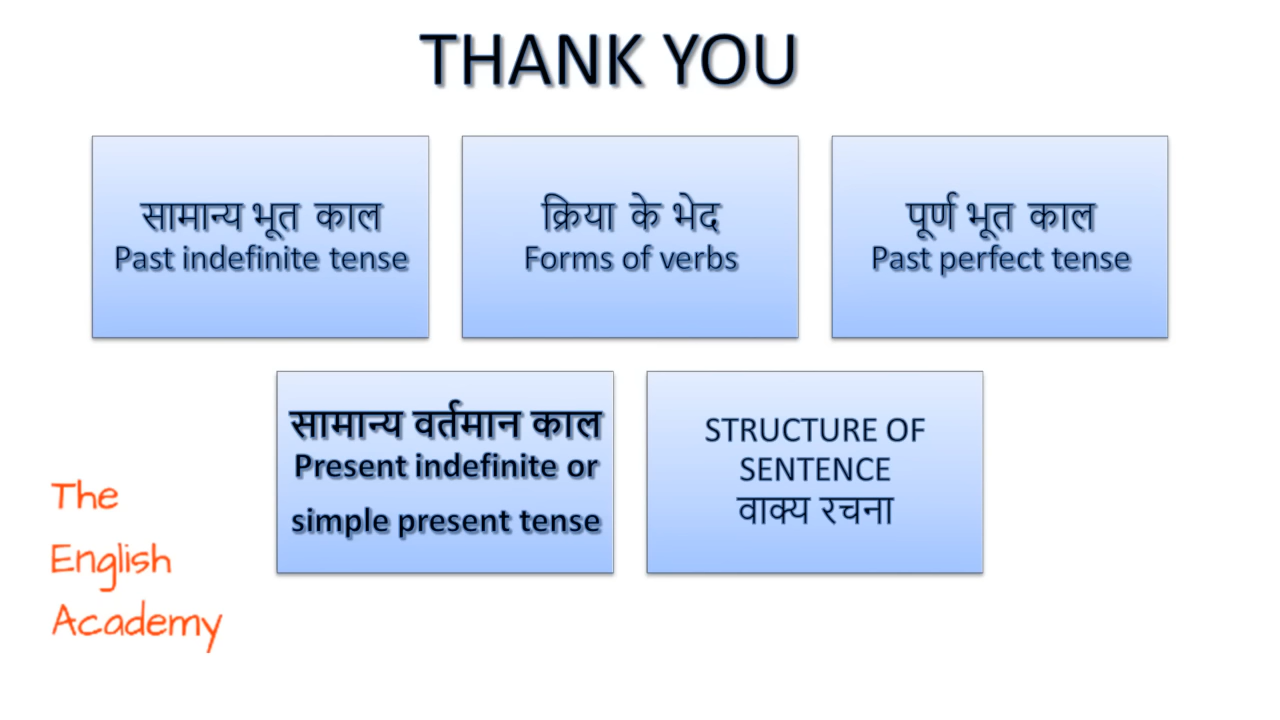 THANK YOU
सामान्य भूत काल
Past indefinite tense
क्रिया के भेद
Forms of verbs
पूर्ण भूत काल
Past perfect tense
सामान्य वर्तमान काल
Present indefinite or
simple present tense
STRUCTURE OF
SENTENCE
वाक्य रचना
The
English
Academy